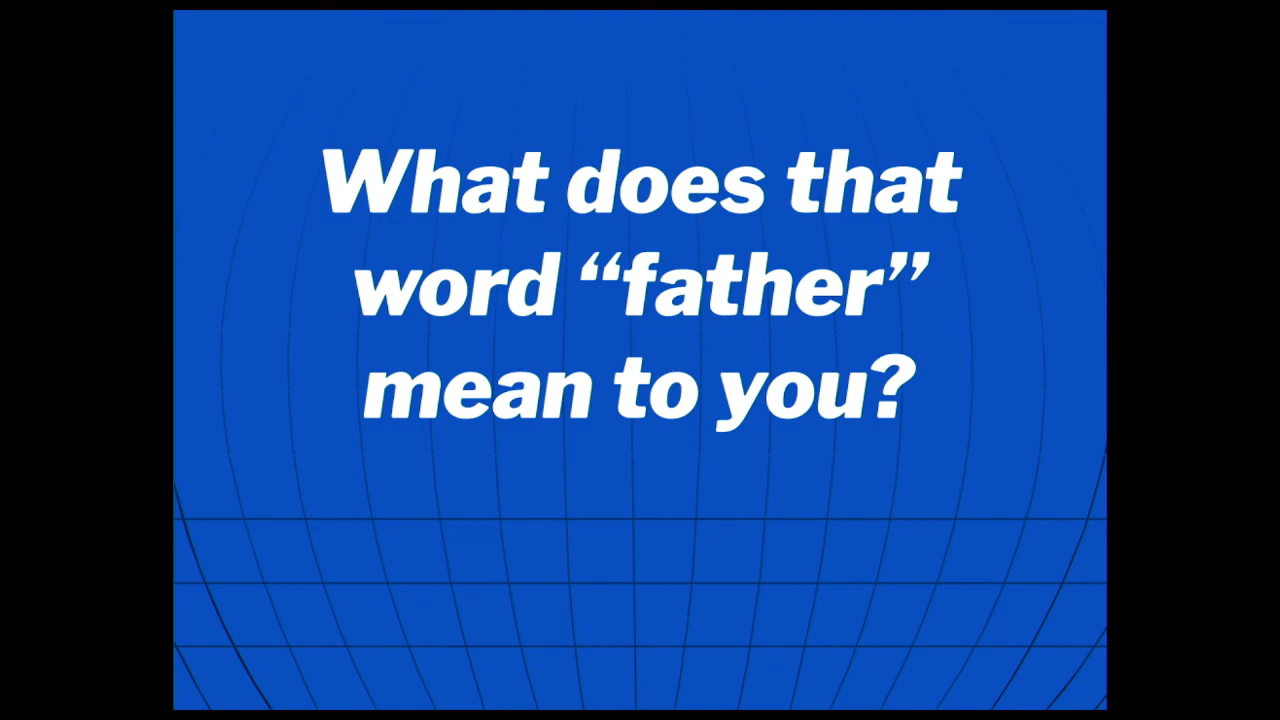 What does that
word “father”
mean to you?